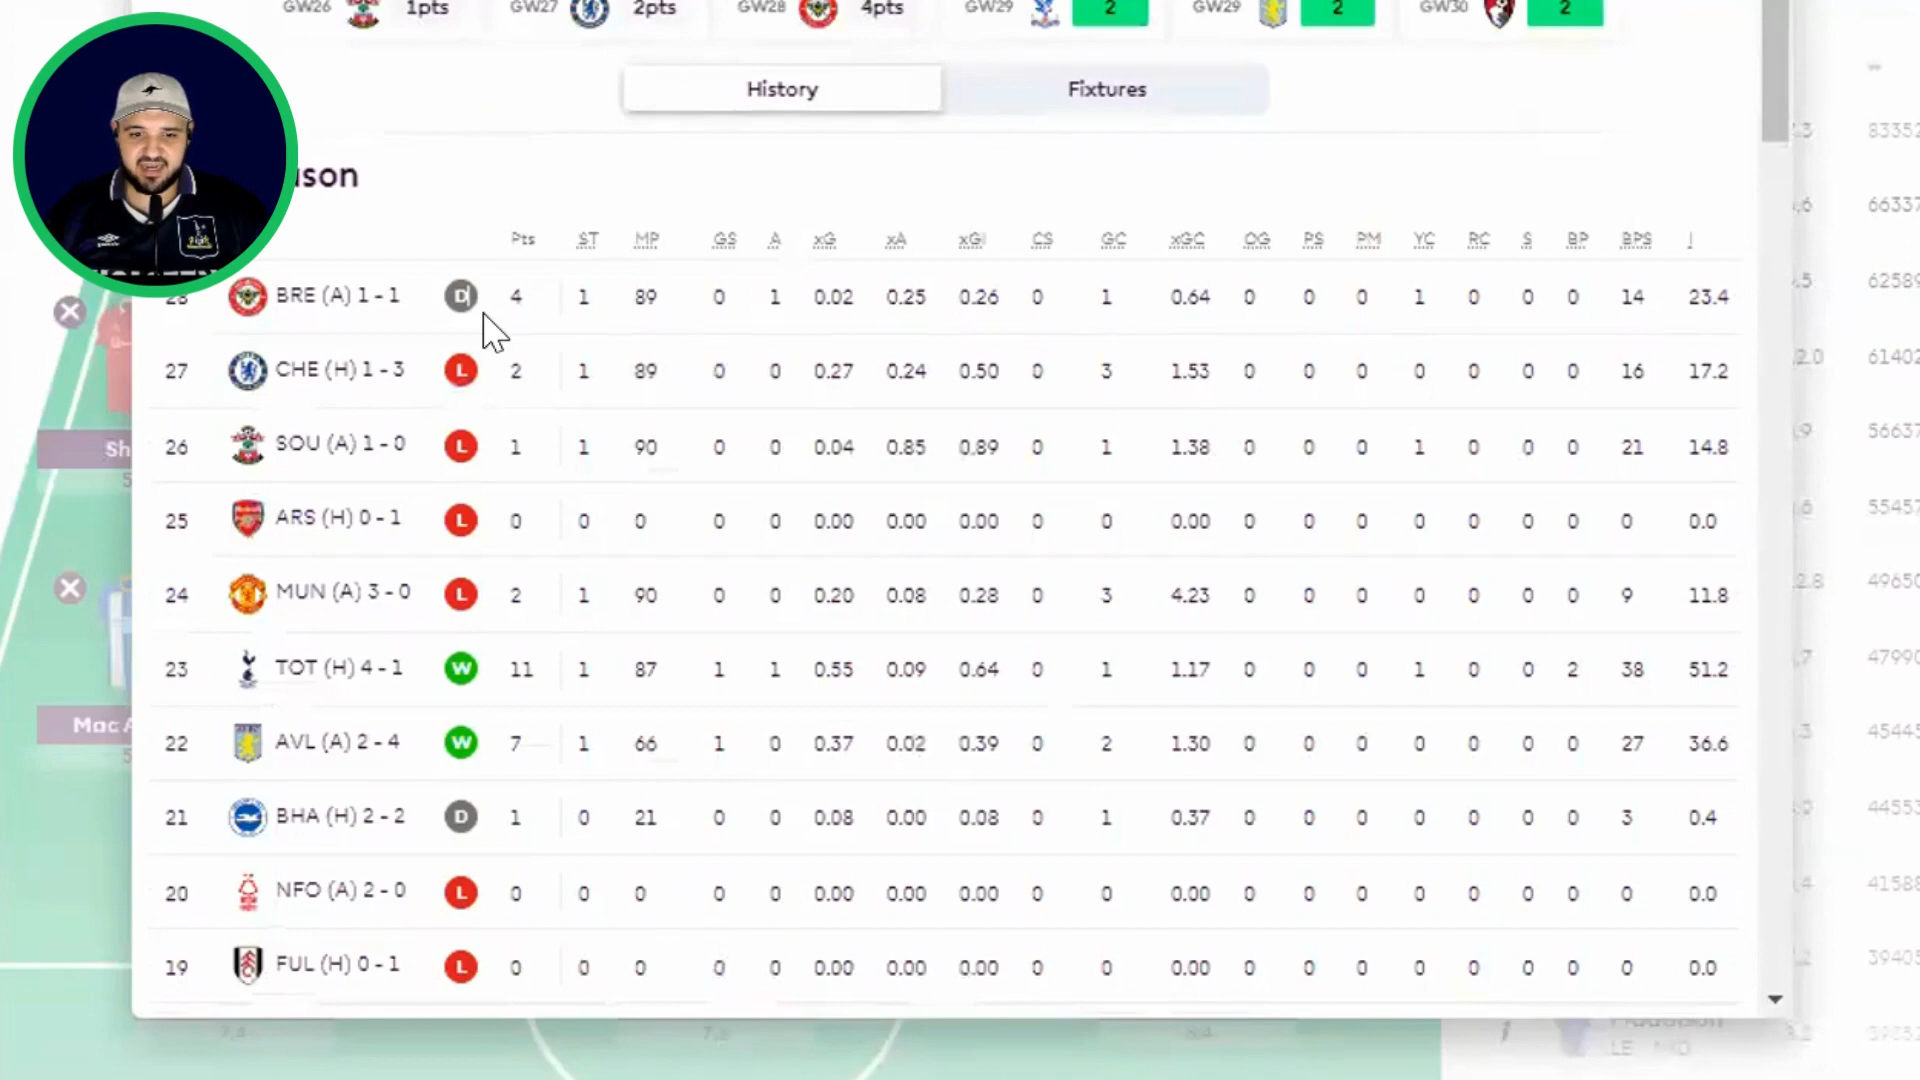 GW26 1pts GW27 2pts GW28 4pts GW29 2 GW29 2 GW30 2
History Fixtures
ason
Pts ST MP GS A xG xA xGI CS GC xGC OG PS PM YC RC S BP BPS I
28 BRE (A) 1 - 1 D 4 1 89 0 1 0.02 0.25 0.26 0 1 0.64 0 0 0 1 0 0 0 14 23.4
27 CHE (H) 1 - 3 L 2 1 89 0 0 0.27 0.24 0.50 0 3 1.53 0 0 0 0 0 0 0 16 17.2
26 SOU (A) 1 - 0 L 1 1 90 0 0 0.04 0.85 0.89 0 1 1.38 0 0 0 1 0 0 0 21 14.8
25 ARS (H) 0 - 1 L 0 0 0 0 0 0.00 0.00 0.00 0 0 0.00 0 0 0 0 0 0 0 0 0.0
24 MUN (A) 3 - 0 L 2 1 90 0 0 0.20 0.08 0.28 0 3 4.23 0 0 0 0 0 0 0 9 11.8
23 TOT (H) 4 - 1 W 11 1 87 1 1 0.55 0.09 0.64 0 1 1.17 0 0 0 1 0 0 2 38 51.2
22 AVL (A) 2 - 4 W 7 1 66 1 0 0.37 0.02 0.39 0 2 1.30 0 0 0 0 0 0 0 27 36.6
21 BHA (H) 2 - 2 D 1 0 21 0 0 0.08 0.00 0.08 0 1 0.37 0 0 0 0 0 0 0 3 0.4
20 NFO (A) 2 - 0 L 0 0 0 0 0 0.00 0.00 0.00 0 0 0.00 0 0 0 0 0 0 0 0 0.0
19 FUL (H) 0 - 1 L 0 0 0 0 0 0.00 0.00 0.00 0 0 0.00 0 0 0 0 0 0 0 0 0.0
Sh
Mac A
83352
66337
62589
61402
56637
55457
49650
47990
45445
44553
41588
39405